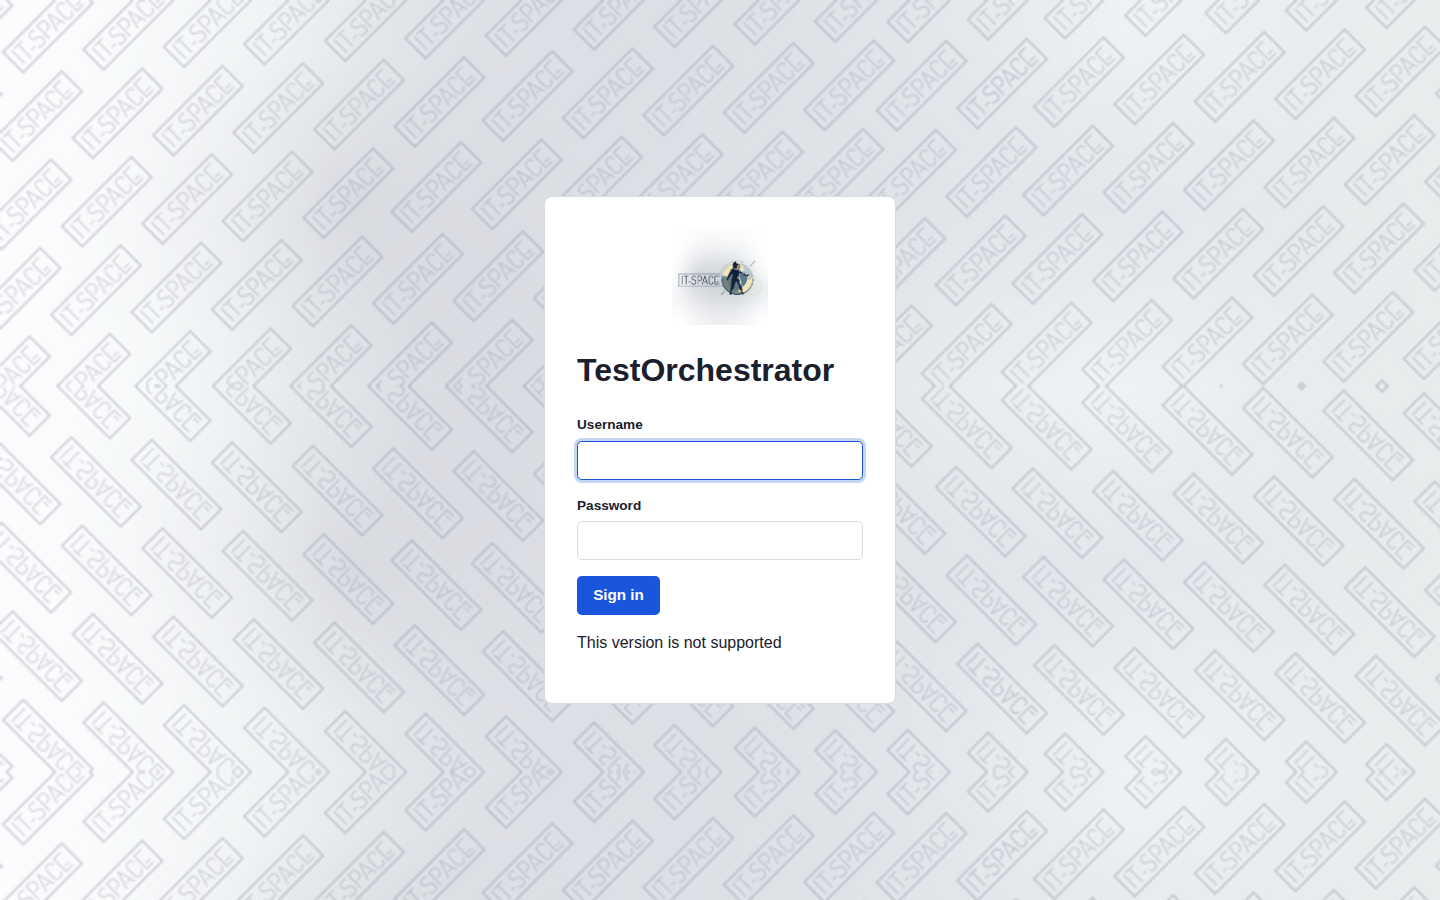 IT-SPACE
TestOrchestrator
Username
Password
Sign in
This version is not supported